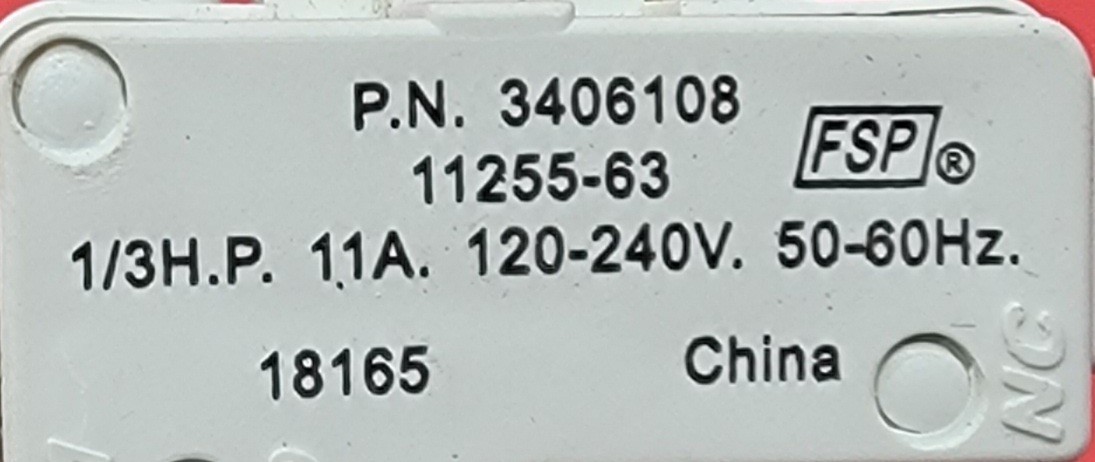 P.N. 3406108
FSP®
11255-63
1/3H.P. 11A. 120-240V. 50-60Hz.
18165 China
NC